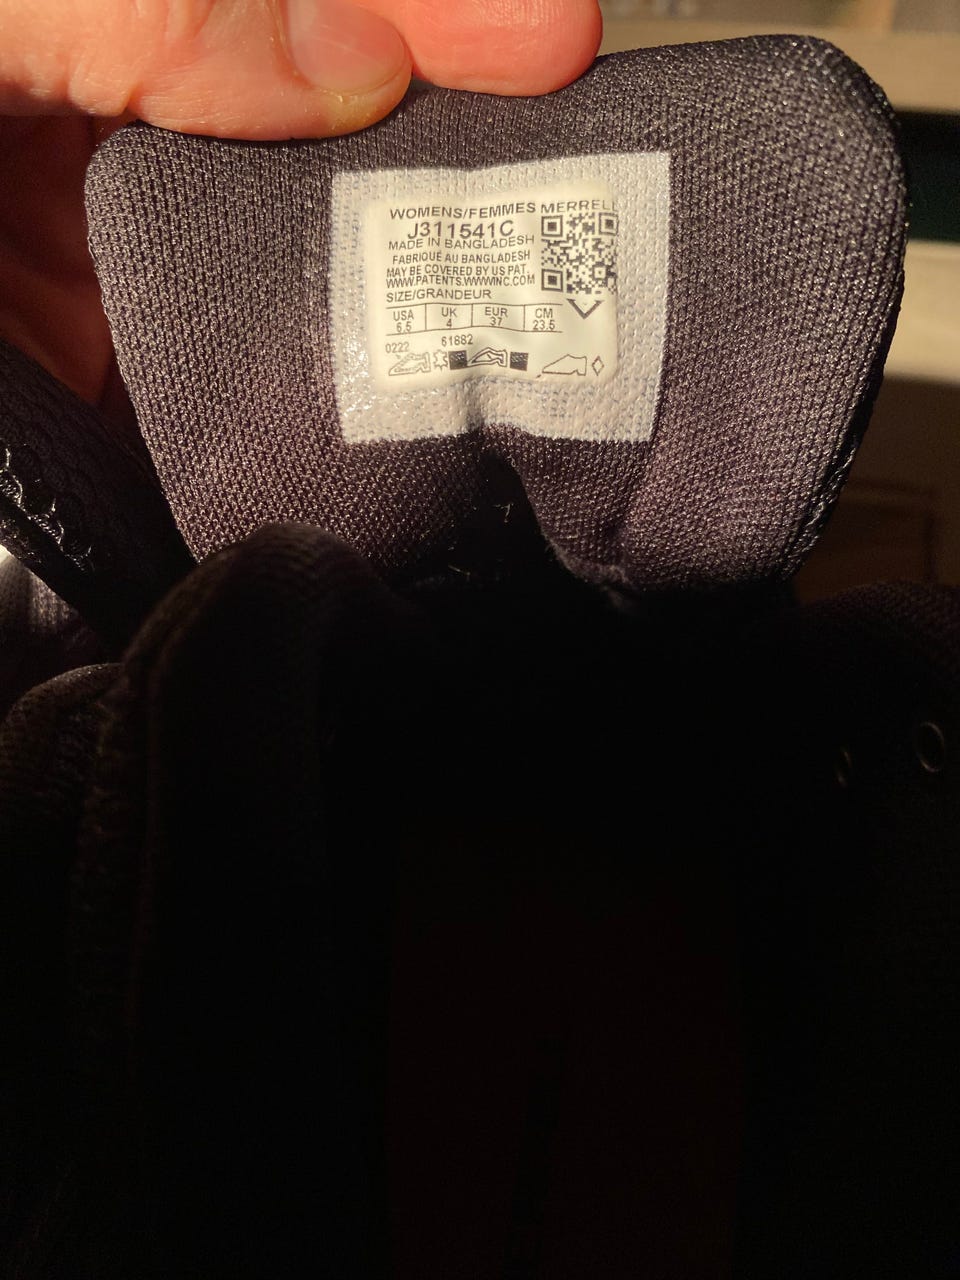 WOMENS/FEMMES MERRELL
J311541C
MADE IN BANGLADESH
FABRIQUÉ AU BANGLADESH
MAY BE COVERED BY US PAT.
WWW.PATENTS.WWWINC.COM
SIZE/GRANDEUR
USA UK EUR CM
6.5 4 37 23.5
0222 61882